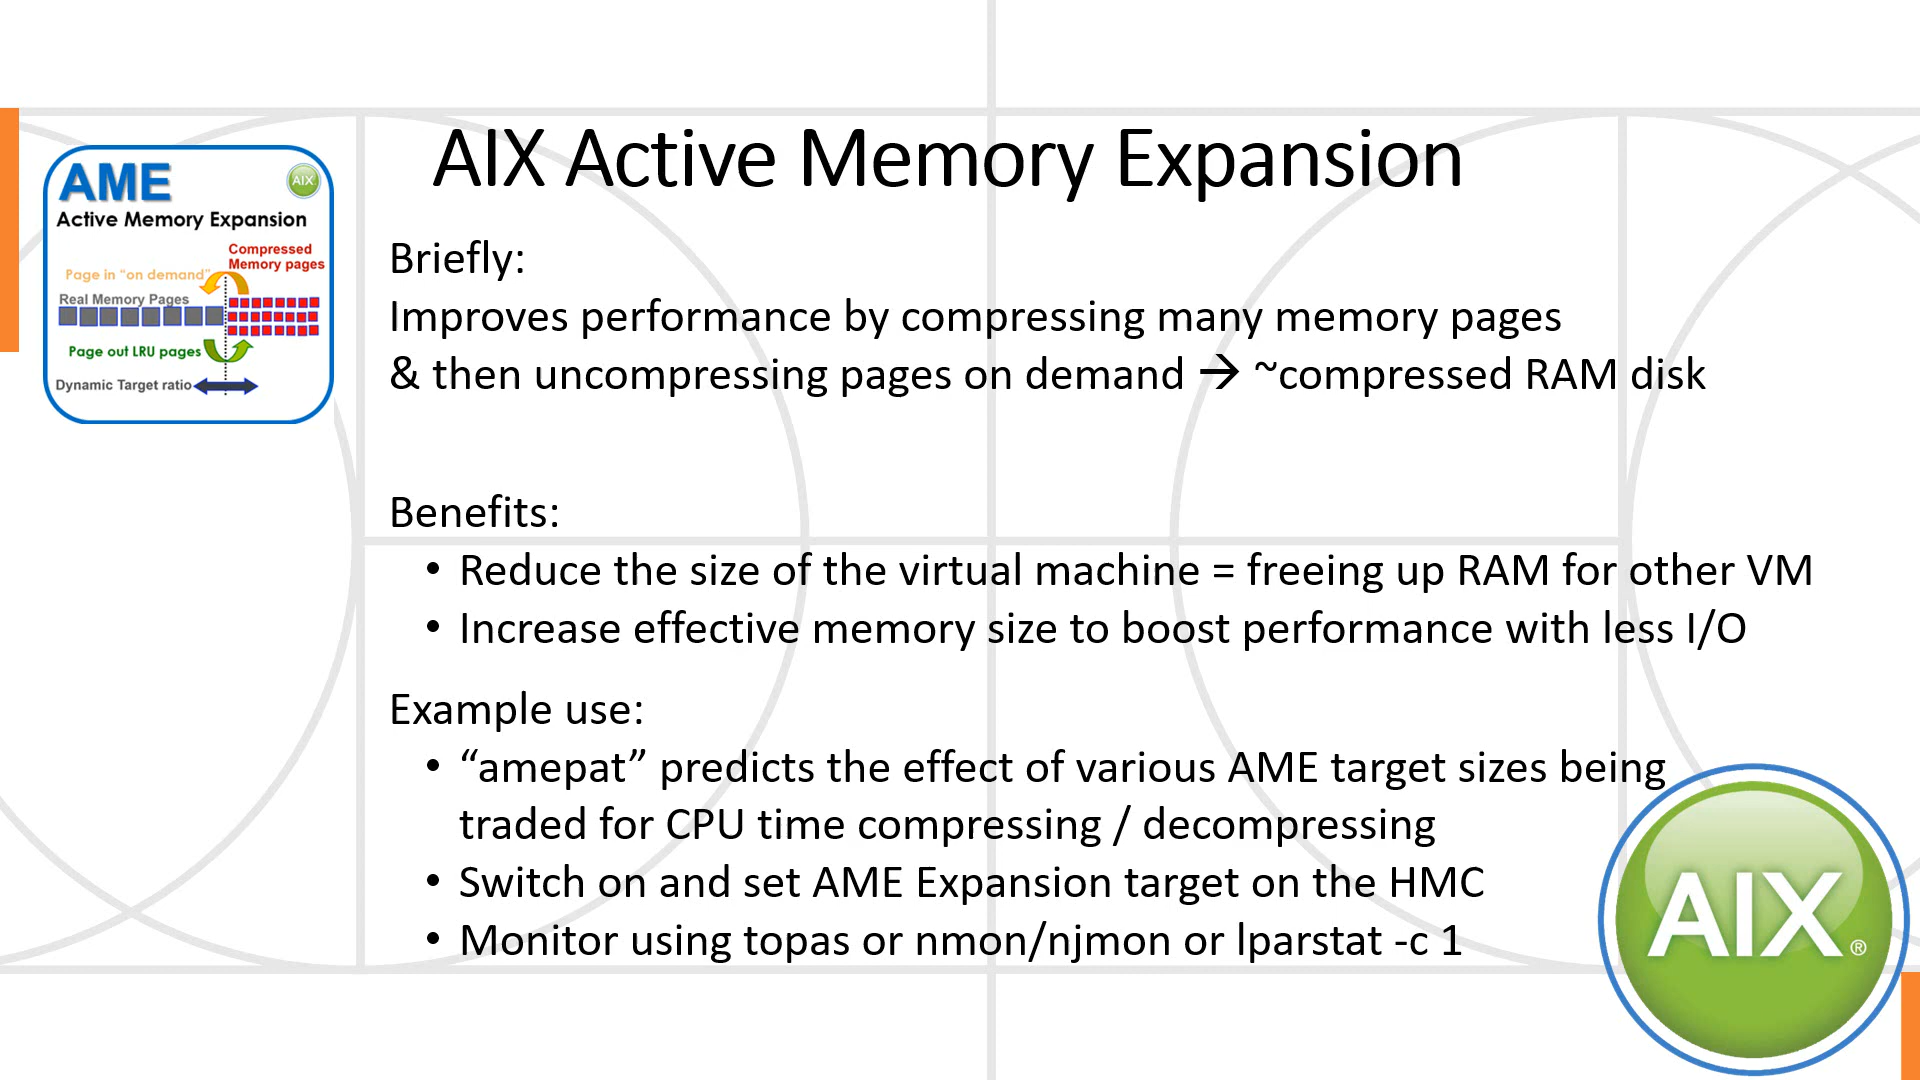 AIX Active Memory Expansion
AME
AIX
Active Memory Expansion
Compressed
Memory pages
Page in “on demand”
Real Memory Pages
Page out LRU pages
Dynamic Target ratio
Briefly:
Improves performance by compressing many memory pages
& then uncompressing pages on demand → ~compressed RAM disk
Benefits:
• Reduce the size of the virtual machine = freeing up RAM for other VM
• Increase effective memory size to boost performance with less I/O
Example use:
• “amepat” predicts the effect of various AME target sizes being
traded for CPU time compressing / decompressing
• Switch on and set AME Expansion target on the HMC
• Monitor using topas or nmon/njmon or lparstat -c 1
AIX®